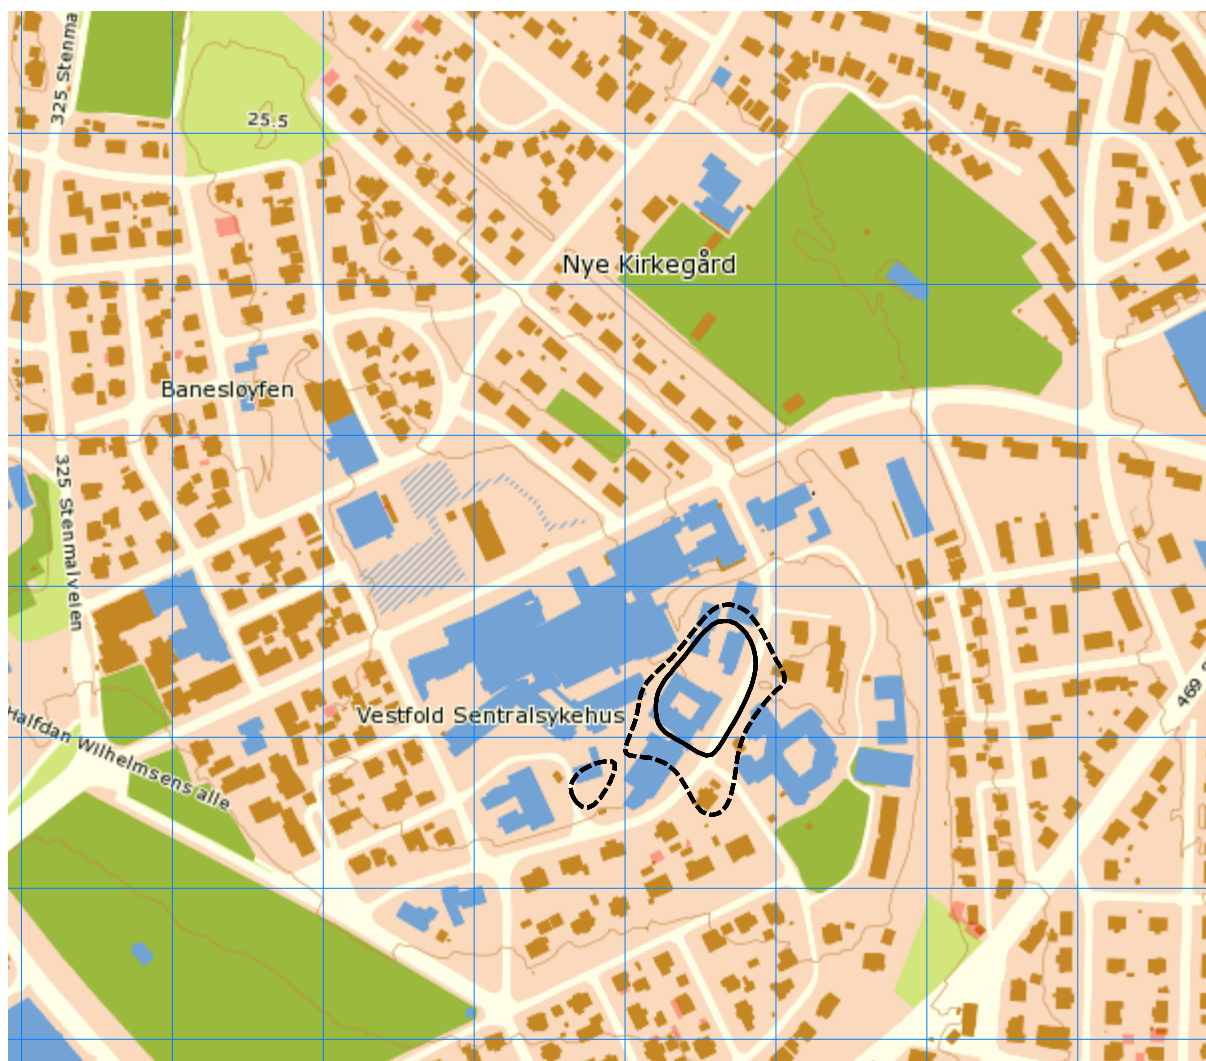 325 Stenma
25.5
Nye Kirkegård
Banesløyfen
325 Stenmalveien
Vestfold Sentralsykehus
Halfdan Wilhelmsens alle
469